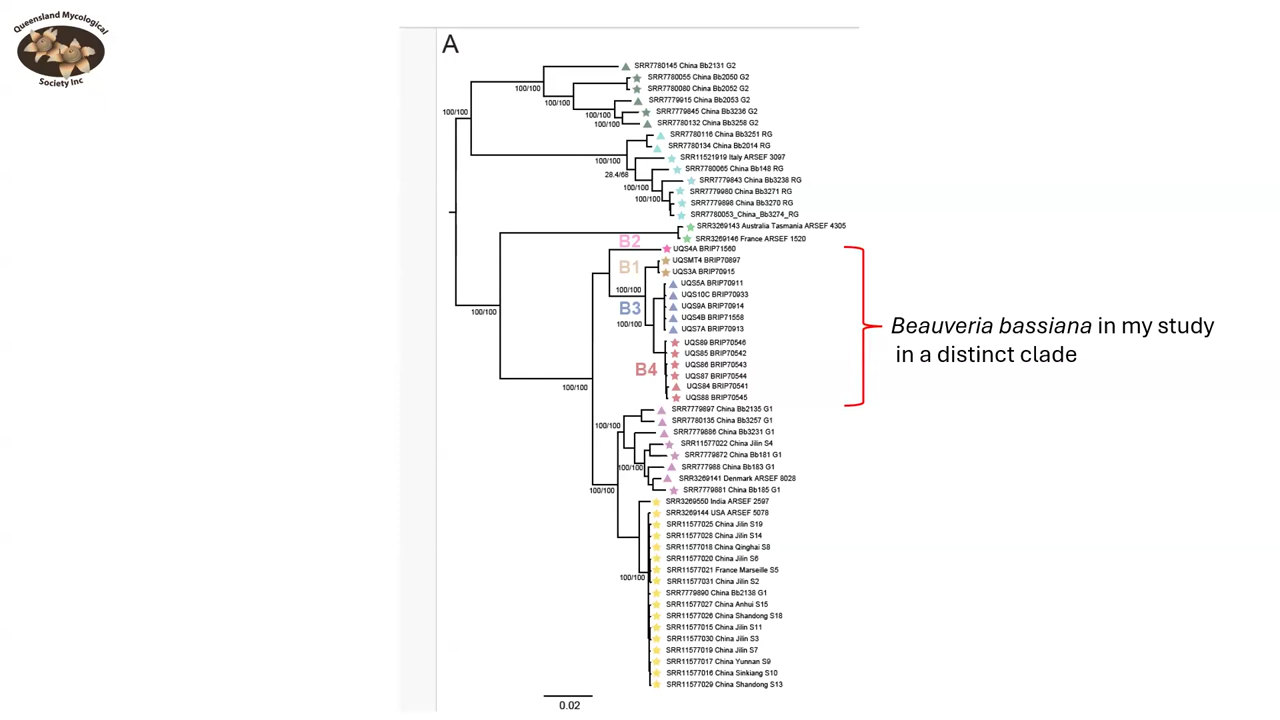 Queensland Mycological
Society Inc
A
SRR7780145 China Bb2131 G2
SRR7780055 China Bb2050 G2
SRR7780080 China Bb2052 G2
SRR7779915 China Bb2053 G2
SRR7779845 China Bb3236 G2
SRR7780132 China Bb3258 G2
SRR7780116 China Bb3251 RG
SRR7780134 China Bb2014 RG
SRR11521919 Italy ARSEF 3097
SRR7780065 China Bb148 RG
SRR7779843 China Bb3238 RG
SRR7779980 China Bb3271 RG
SRR7779898 China Bb3270 RG
SRR7780053_China_Bb3274_RG
SRR3269143 Australia Tasmania ARSEF 4305
SRR3269146 France ARSEF 1520
UQS4A BRIP71560
UQSMT4 BRIP70897
UQS3A BRIP70915
UQS5A BRIP70911
UQS10C BRIP70933
UQS9A BRIP70914
UQS4B BRIP71558
UQS7A BRIP70913
UQS89 BRIP70546
UQS85 BRIP70542
UQS86 BRIP70543
UQS87 BRIP70544
UQS84 BRIP70541
UQS88 BRIP70545
SRR7779897 China Bb2135 G1
SRR7780135 China Bb3257 G1
SRR7779886 China Bb3231 G1
SRR11577022 China Jilin S4
SRR7779872 China Bb181 G1
SRR777988 China Bb183 G1
SRR3269141 Denmark ARSEF 8028
SRR7779881 China Bb185 G1
SRR3269550 India ARSEF 2597
SRR3269144 USA ARSEF 5078
SRR11577025 China Jilin S19
SRR11577028 China Jilin S14
SRR11577018 China Qinghai S8
SRR11577020 China Jilin S6
SRR11577021 France Marseille S5
SRR11577031 China Jilin S2
SRR7779890 China Bb2138 G1
SRR11577027 China Anhui S15
SRR11577026 China Shandong S18
SRR11577015 China Jilin S11
SRR11577030 China Jilin S3
SRR11577019 China Jilin S7
SRR11577017 China Yunnan S9
SRR11577016 China Sinkiang S10
SRR11577029 China Shandong S13
100/100
100/100
100/100
100/100
100/100
100/100
28.4/68
100/100
100/100
100/100
B2
B1
100/100
B3
100/100
B4
100/100
100/100
100/100
100/100
100/100
0.02
Beauveria bassiana in my study
in a distinct clade